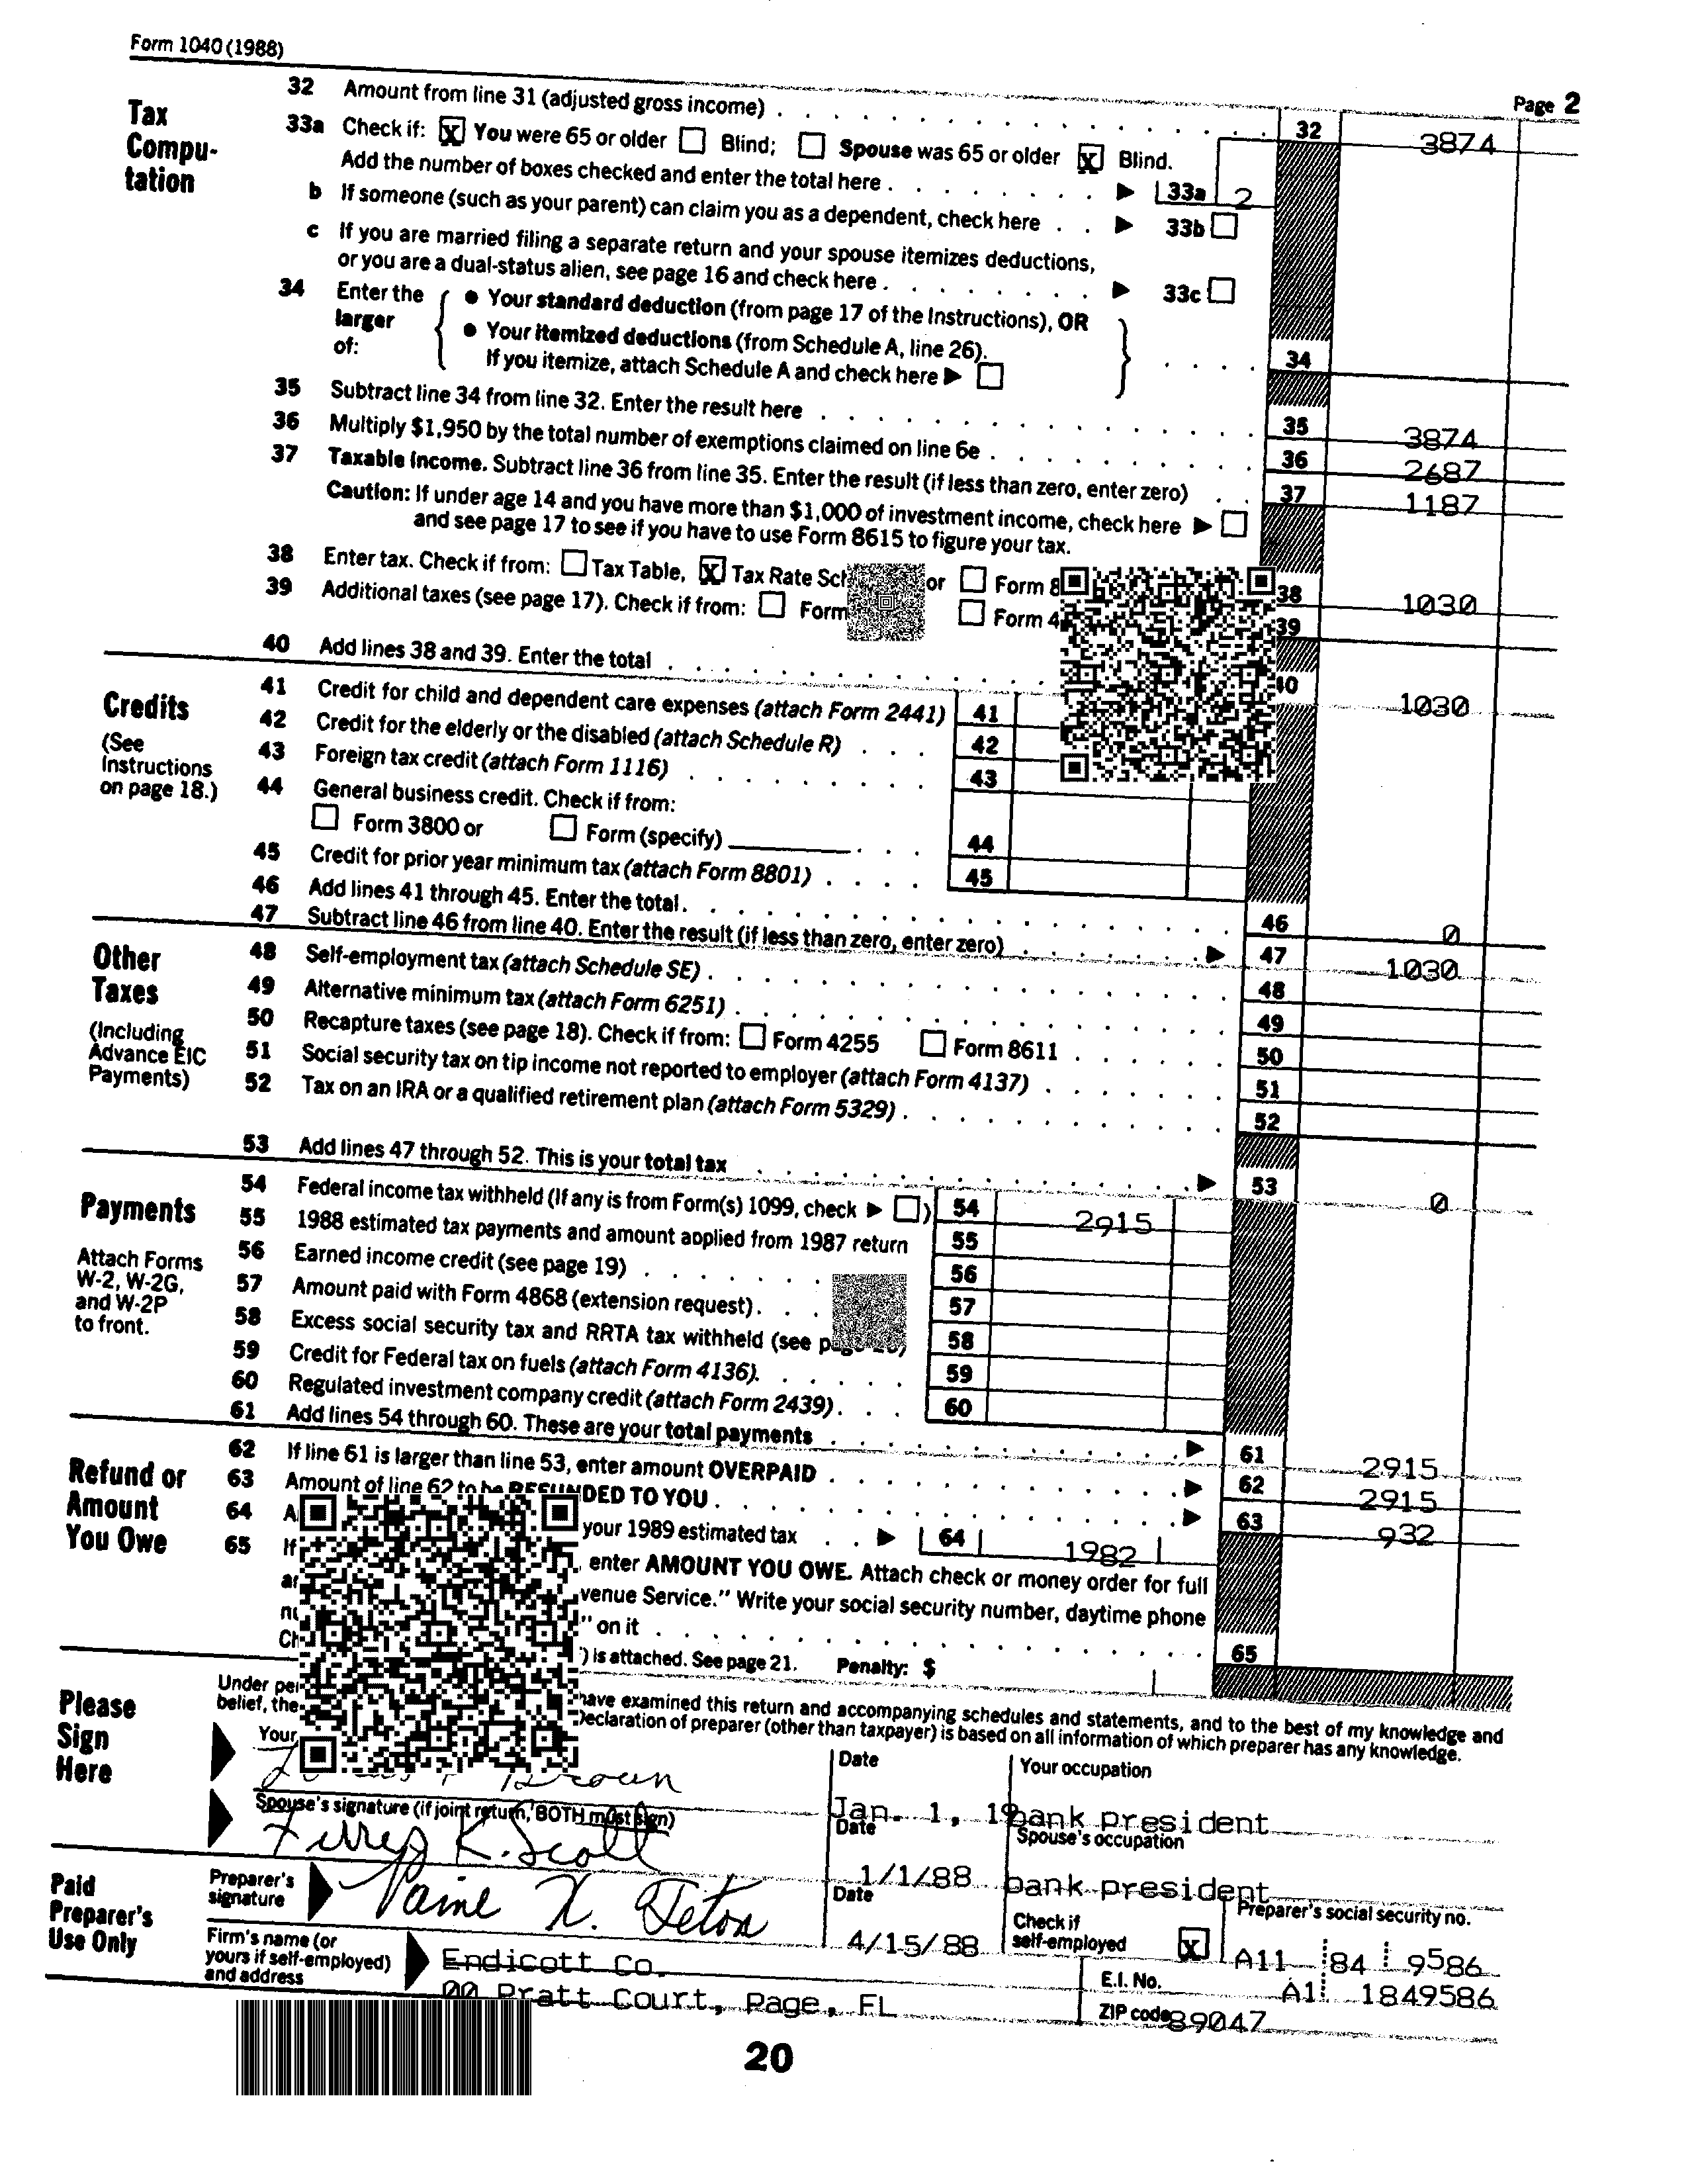 Form 1040 (1988)
Page 2
Tax Compu- tation
32 Amount from line 31 (adjusted gross income) 32 3874
33a Check if: X You were 65 or older Blind; Spouse was 65 or older X Blind.
Add the number of boxes checked and enter the total here 33a 2
b If someone (such as your parent) can claim you as a dependent, check here 33b
c If you are married filing a separate return and your spouse itemizes deductions,
or you are a dual-status alien, see page 16 and check here 33c
34 Enter the larger of:
• Your standard deduction (from page 17 of the Instructions), OR
• Your itemized deductions (from Schedule A, line 26).
If you itemize, attach Schedule A and check here 34
35 Subtract line 34 from line 32. Enter the result here 35 3874
36 Multiply $1,950 by the total number of exemptions claimed on line 6e 36 2687
37 Taxable income. Subtract line 36 from line 35. Enter the result (if less than zero, enter zero) 37 1187
Caution: If under age 14 and you have more than $1,000 of investment income, check here
and see page 17 to see if you have to use Form 8615 to figure your tax.
38 Enter tax. Check if from: Tax Table, X Tax Rate or Form 38 1030
39 Additional taxes (see page 17). Check if from: Form Form 39
40 Add lines 38 and 39. Enter the total 40 1030
Credits
(See Instructions on page 18.)
41 Credit for child and dependent care expenses (attach Form 2441) 41
42 Credit for the elderly or the disabled (attach Schedule R) 42
43 Foreign tax credit (attach Form 1116) 43
44 General business credit. Check if from:
Form 3800 or Form (specify) 44
45 Credit for prior year minimum tax (attach Form 8801) 45
46 Add lines 41 through 45. Enter the total. 46 0
47 Subtract line 46 from line 40. Enter the result (if less than zero, enter zero) 47 1030
Other Taxes
(Including Advance EIC Payments)
48 Self-employment tax (attach Schedule SE) 48
49 Alternative minimum tax (attach Form 6251) 49
50 Recapture taxes (see page 18). Check if from: Form 4255 Form 8611 50
51 Social security tax on tip income not reported to employer (attach Form 4137) 51
52 Tax on an IRA or a qualified retirement plan (attach Form 5329) 52
53 Add lines 47 through 52. This is your total tax 53 0
Payments
Attach Forms W-2, W-2G, and W-2P to front.
54 Federal income tax withheld (If any is from Form(s) 1099, check ) 54 2915
55 1988 estimated tax payments and amount applied from 1987 return 55
56 Earned income credit (see page 19) 56
57 Amount paid with Form 4868 (extension request) 57
58 Excess social security tax and RRTA tax withheld (see 58
59 Credit for Federal tax on fuels (attach Form 4136). 59
60 Regulated investment company credit (attach Form 2439) 60
61 Add lines 54 through 60. These are your total payments 61 2915
Refund or Amount You Owe
62 If line 61 is larger than line 53, enter amount OVERPAID 62 2915
63 Amount of line 62 to be REFUNDED TO YOU 63 932
64 your 1989 estimated tax 64 1982
65 If , enter AMOUNT YOU OWE. Attach check or money order for full
Service." Write your social security number, daytime phone
" on it 65
) is attached. See page 21. Penalty: $
Please Sign Here
Under have examined this return and accompanying schedules and statements, and to the best of my knowledge and
belief, Declaration of preparer (other than taxpayer) is based on all information of which preparer has any knowledge.
Your Date Your occupation
Brown Jan. 1, 19 bank president
Spouse's signature (if joint return, BOTH must sign) Date Spouse's occupation
K. Scott 1/1/88 bank president
Paid Preparer's Use Only
Preparer's signature Date Check if self-employed X Preparer's social security no.
Paine X. Teton 4/15/88 A11 84 9586
Firm's name (or yours if self-employed) and address
Endicott Co. E.I. No. A1 1849586
00 Pratt Court, Page, FL ZIP code 89047
20